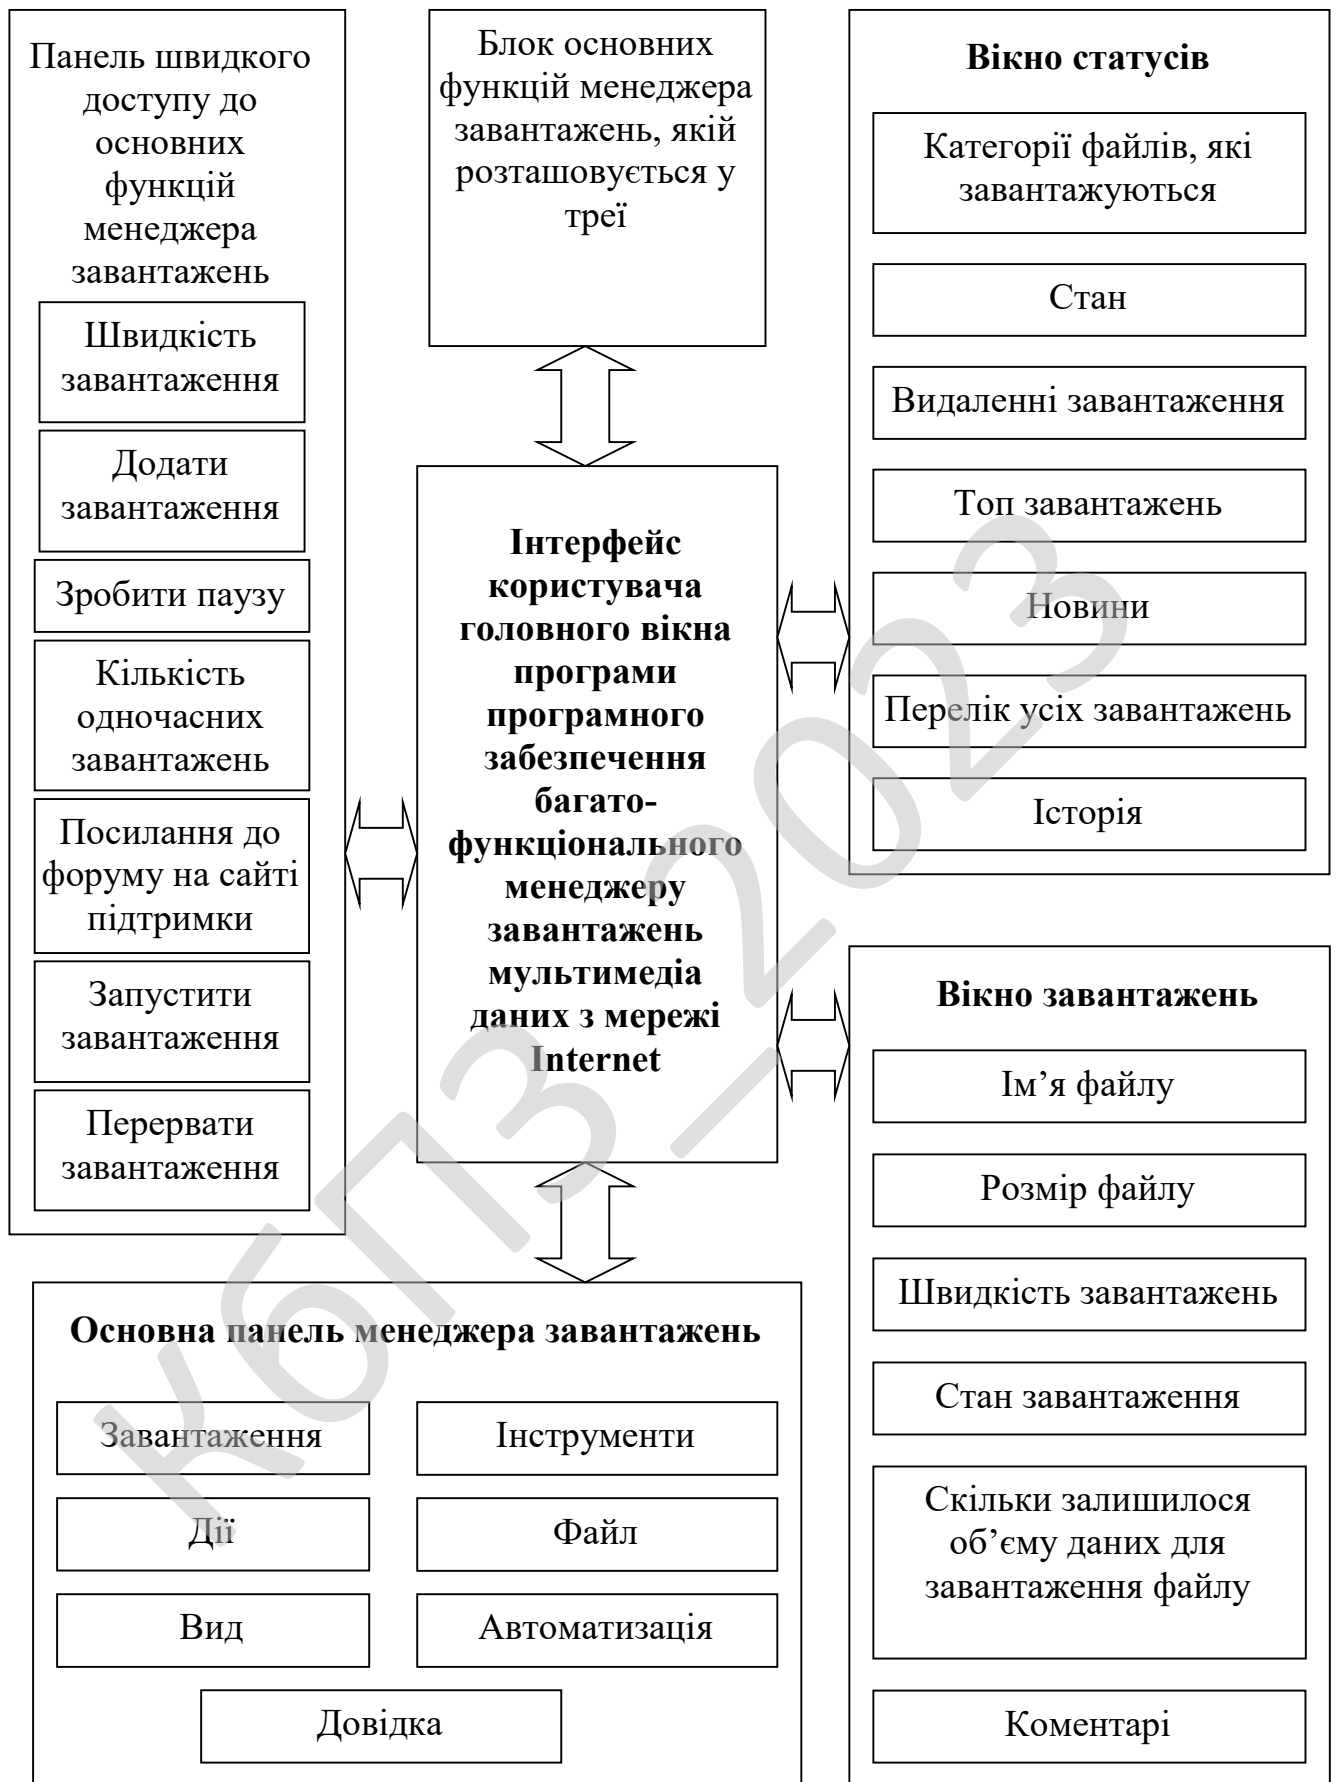 Панель швидкого
доступу до
основних
функцій
менеджера
завантажень
Швидкість
завантаження
Додати
завантаження
Зробити паузу
Кількість
одночасних
завантажень
Посилання до
форуму на сайті
підтримки
Запустити
завантаження
Перервати
завантаження
Блок основних
функцій менеджера
завантажень, якій
розташовується у
треї
Інтерфейс
користувача
головного вікна
програми
програмного
забезпечення
багато-
функціонального
менеджеру
завантажень
мультимедіа
даних з мережі
Internet
Вікно статусів
Категорії файлів, які
завантажуються
Стан
Видаленні завантаження
Топ завантажень
Новини
Перелік усіх завантажень
Історія
Вікно завантажень
Ім’я файлу
Розмір файлу
Швидкість завантажень
Стан завантаження
Скільки залишилося
об’єму даних для
завантаження файлу
Коментарі
Основна панель менеджера завантажень
Завантаження
Інструменти
Дії
Файл
Вид
Автоматизація
Довідка
КбПЗ_2023